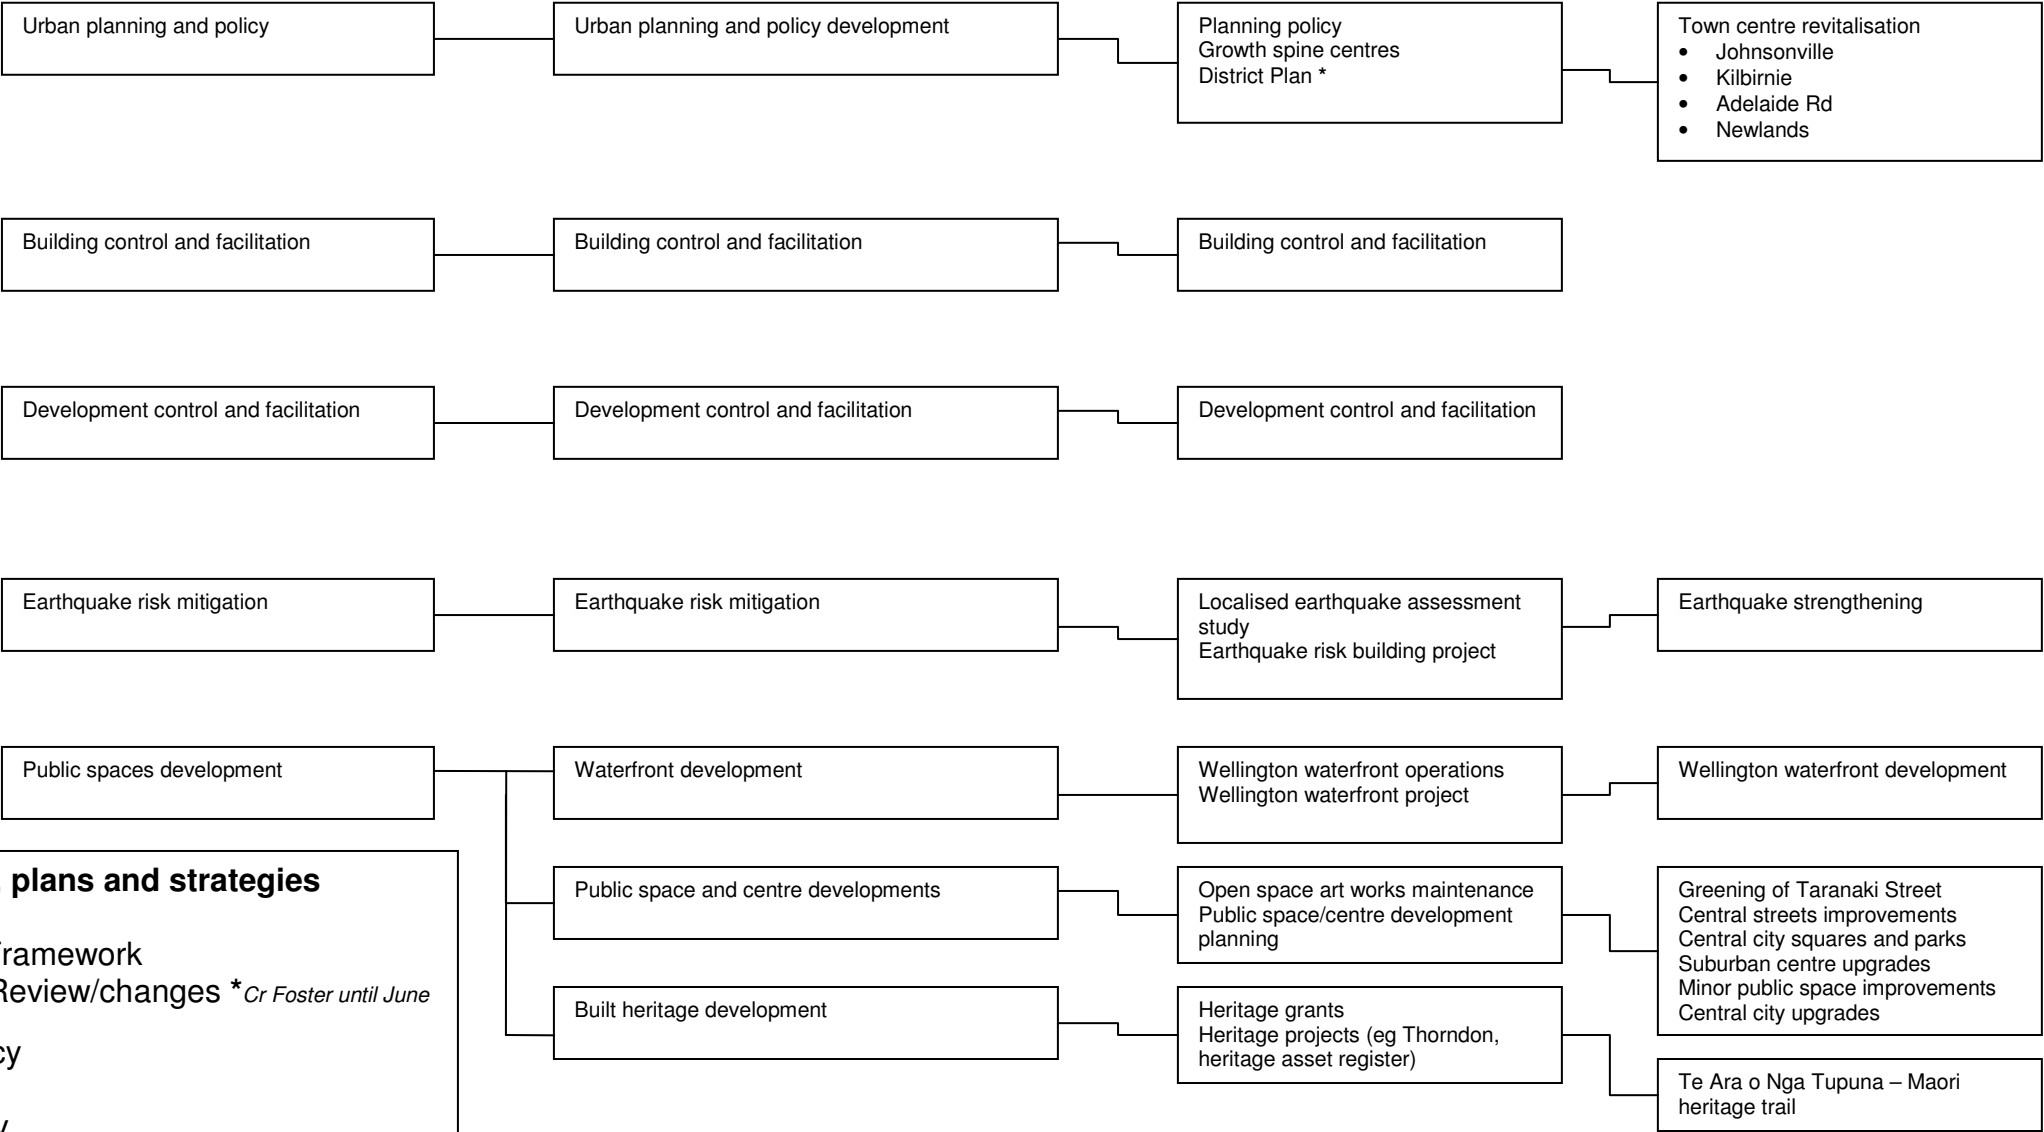 Urban planning and policy
Urban planning and policy development
Planning policy
Growth spine centres
District Plan *
Town centre revitalisation
• Johnsonville
• Kilbirnie
• Adelaide Rd
• Newlands
Building control and facilitation
Building control and facilitation
Building control and facilitation
Development control and facilitation
Development control and facilitation
Development control and facilitation
Earthquake risk mitigation
Earthquake risk mitigation
Localised earthquake assessment
study
Earthquake risk building project
Earthquake strengthening
Public spaces development
Waterfront development
Wellington waterfront operations
Wellington waterfront project
Wellington waterfront development
Public space and centre developments
Open space art works maintenance
Public space/centre development
planning
Greening of Taranaki Street
Central streets improvements
Central city squares and parks
Suburban centre upgrades
Minor public space improvements
Central city upgrades
Built heritage development
Heritage grants
Heritage projects (eg Thorndon,
heritage asset register)
Te Ara o Nga Tupuna – Maori
heritage trail
plans and strategies
ramework
Review/changes *Cr Foster until June
cy